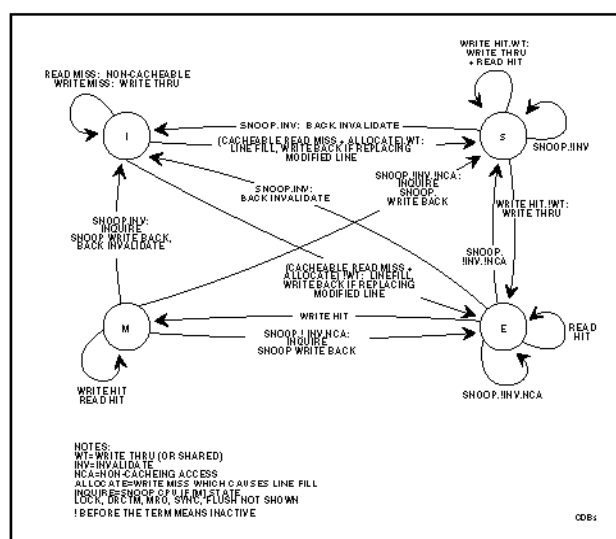 READ MISS: NON-CACHEABLE
WRITE MISS: WRITE THRU
I
WRITE HIT.WT:
WRITE THRU
+ READ HIT
S
SNOOP.!INV
SNOOP.INV: BACK INVALIDATE
(CACHEABLE READ MISS + ALLOCATE).WT:
LINE FILL, WRITE BACK IF REPLACING
MODIFIED LINE
SNOOP.INV:
BACK INVALIDATE
SNOOP.!INV.!NCA:
INQUIRE
SNOOP.
WRITE BACK
WRITE HIT.!WT:
WRITE THRU
SNOOP.INV:
INQUIRE
SNOOP WRITE BACK,
BACK INVALIDATE
SNOOP.
!INV.!NCA
(CACHEABLE READ MISS +
ALLOCATE).!WT: LINEFILL,
WRITE BACK IF REPLACING
MODIFIED LINE
M
WRITE HIT
SNOOP.!INV.NCA:
INQUIRE
SNOOP WRITE BACK
E
READ
HIT
WRITE HIT
READ HIT
SNOOP.!INV.NCA
NOTES:
WT=WRITE THRU (OR SHARED)
INV=INVALIDATE
NCA=NON-CACHEING ACCESS
ALLOCATE=WRITE MISS WHICH CAUSES LINE FILL
INQUIRE=SNOOP CPU IF [M] STATE
LOCK, DRCTM, MRO, SYNC, FLUSH NOT SHOWN
! BEFORE THE TERM MEANS INACTIVE
CDB5